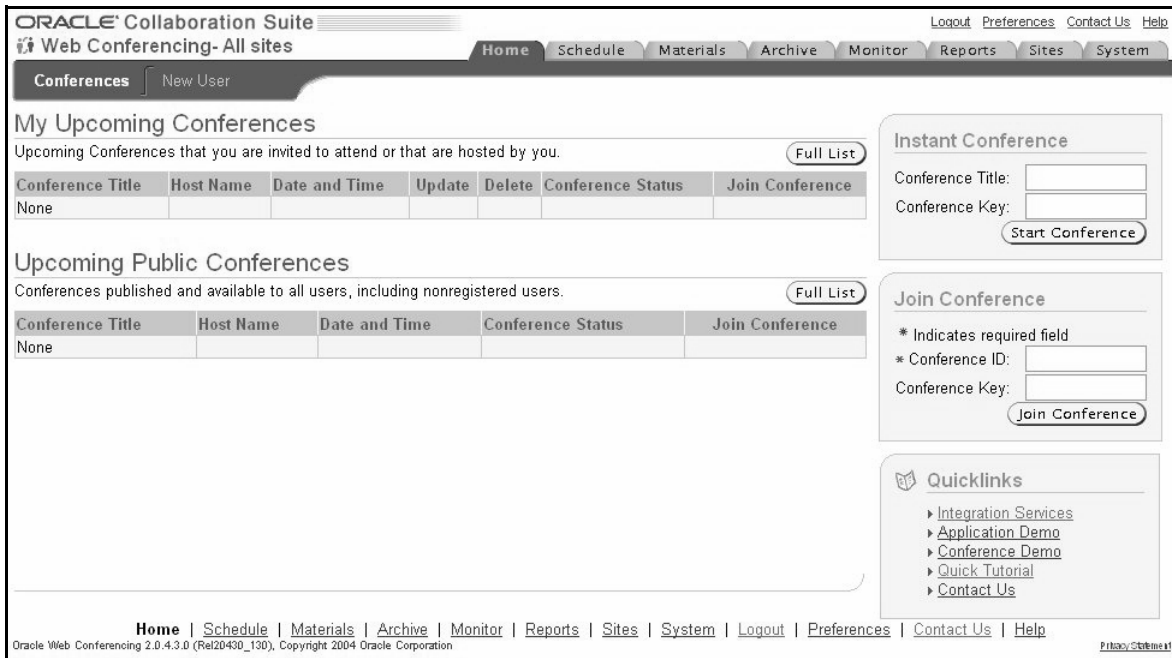 ORACLE Collaboration Suite
Logout Preferences Contact Us Help
Web Conferencing- All sites
Home Schedule Materials Archive Monitor Reports Sites System
Conferences New User
My Upcoming Conferences
Upcoming Conferences that you are invited to attend or that are hosted by you.
Full List
Conference Title Host Name Date and Time Update Delete Conference Status Join Conference
None
Upcoming Public Conferences
Conferences published and available to all users, including nonregistered users.
Full List
Conference Title Host Name Date and Time Conference Status Join Conference
None
Instant Conference
Conference Title:
Conference Key:
Start Conference
Join Conference
* Indicates required field
* Conference ID:
Conference Key:
Join Conference
Quicklinks
Integration Services
Application Demo
Conference Demo
Quick Tutorial
Contact Us
Home | Schedule | Materials | Archive | Monitor | Reports | Sites | System | Logout | Preferences | Contact Us | Help
Oracle Web Conferencing 2.0.4.3.0 (Rel20430_130), Copyright 2004 Oracle Corporation
Privacy Statement